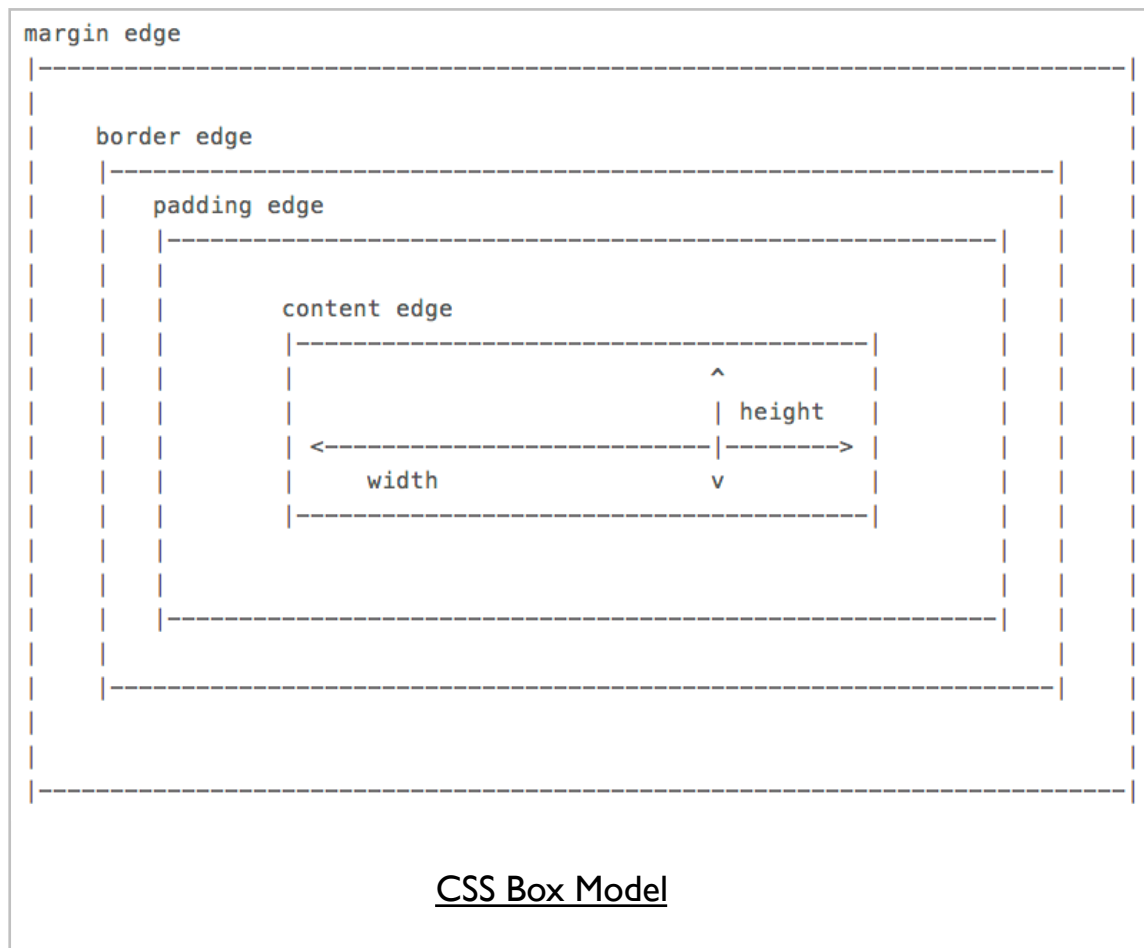 margin edge
|----------------------------------------------------------------------------|
|                                                                            |
|    border edge                                                             |
|    |------------------------------------------------------------------|    |
|    |   padding edge                                                   |    |
|    |   |----------------------------------------------------------|   |    |
|    |   |                                                          |   |    |
|    |   |        content edge                                      |   |    |
|    |   |        |----------------------------------------|        |   |    |
|    |   |        |                             ^          |        |   |    |
|    |   |        |                             | height   |        |   |    |
|    |   |        | <---------------------------|--------> |        |   |    |
|    |   |        |     width                   v          |        |   |    |
|    |   |        |----------------------------------------|        |   |    |
|    |   |                                                          |   |    |
|    |   |                                                          |   |    |
|    |   |----------------------------------------------------------|   |    |
|    |                                                                  |    |
|    |------------------------------------------------------------------|    |
|                                                                            |
|                                                                            |
|----------------------------------------------------------------------------|
CSS Box Model